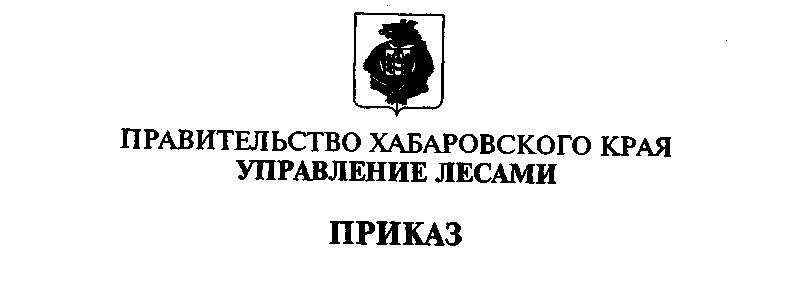 ПРАВИТЕЛЬСТВО ХАБАРОВСКОГО КРАЯ
УПРАВЛЕНИЕ ЛЕСАМИ
ПРИКАЗ